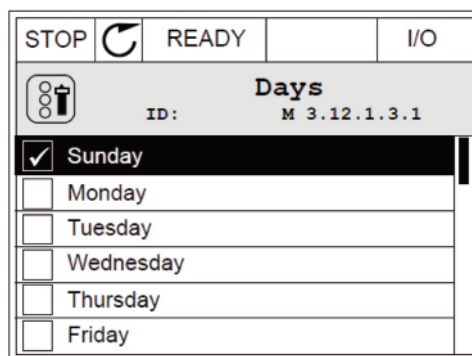 STOP READY I/O
Days
ID: M 3.12.1.3.1
Sunday
Monday
Tuesday
Wednesday
Thursday
Friday